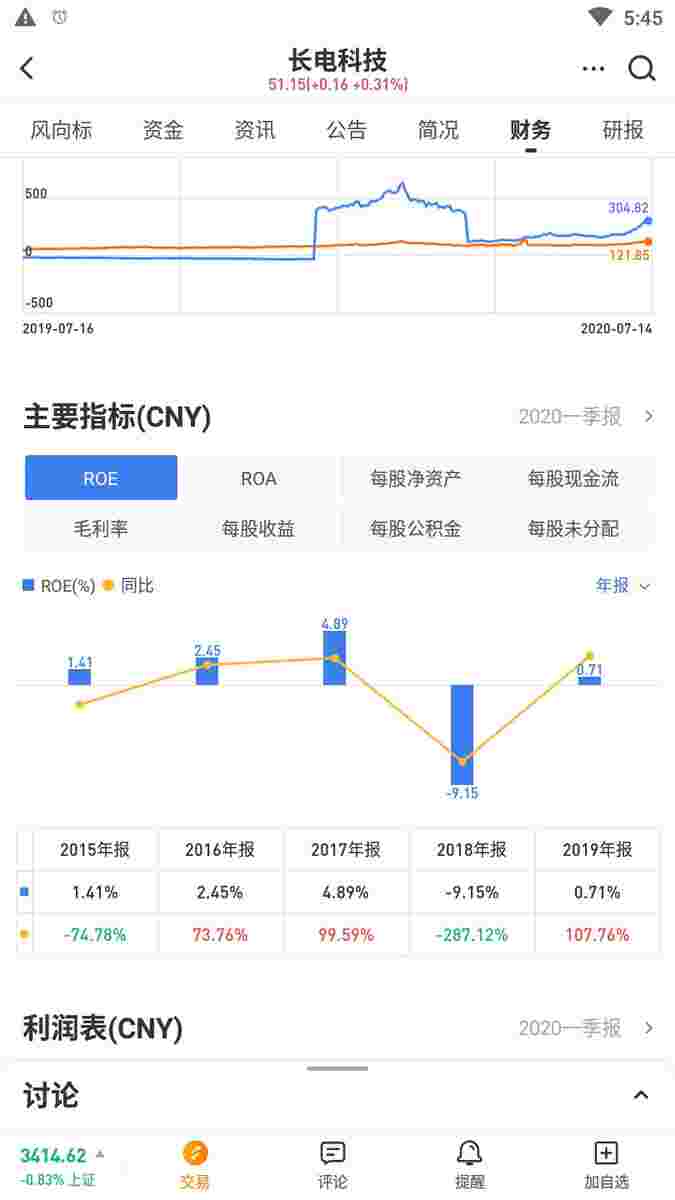 5:45
长电科技
51.15(+0.16 +0.31%)
风向标 资金 资讯 公告 简况 财务 研报
500
304.82
0
121.85
-500
2019-07-16 2020-07-14
主要指标(CNY) 2020一季报
ROE ROA 每股净资产 每股现金流
毛利率 每股收益 每股公积金 每股未分配
ROE(%) 同比 年报
4.89
2.45
1.41
0.71
-9.15
2015年报 2016年报 2017年报 2018年报 2019年报
1.41% 2.45% 4.89% -9.15% 0.71%
-74.78% 73.76% 99.59% -287.12% 107.76%
利润表(CNY) 2020一季报
讨论
3414.62
-0.83% 上证
交易 评论 提醒 加自选